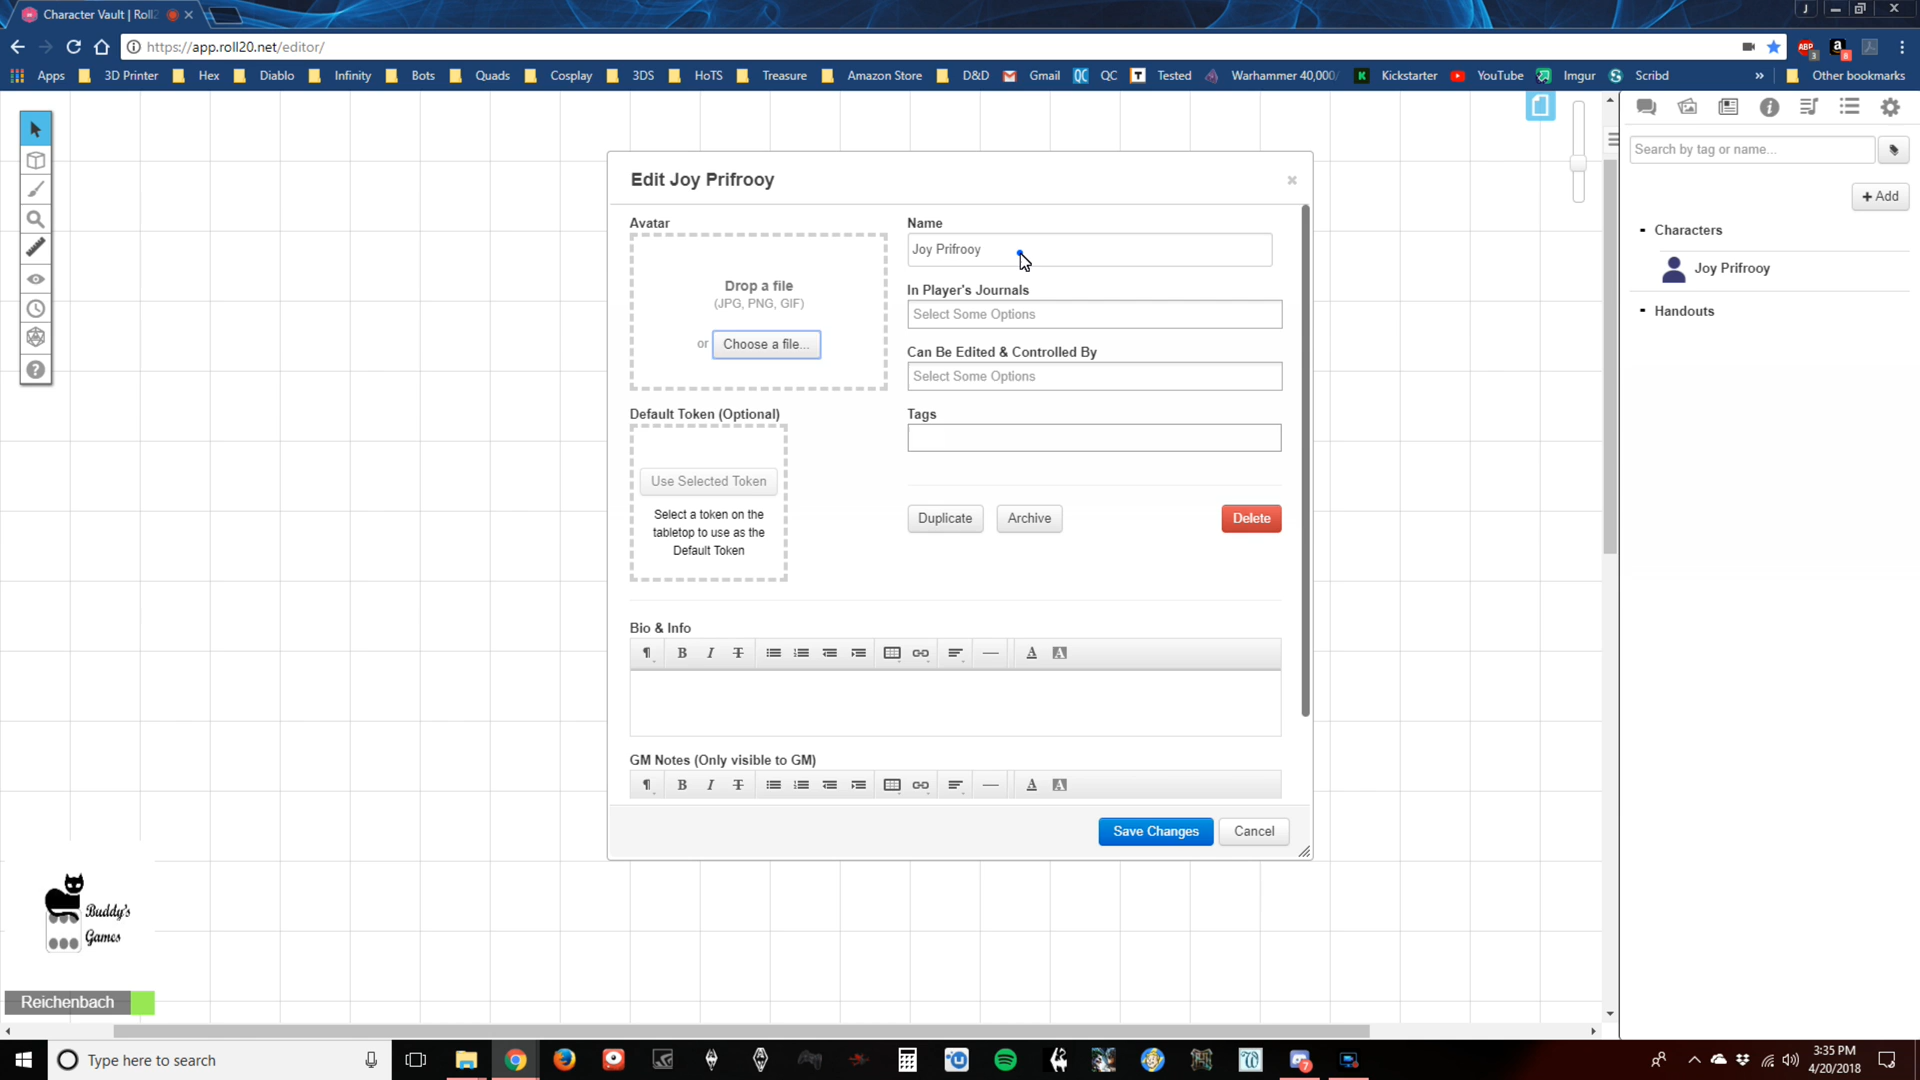 Character Vault | Roll2
J
https://app.roll20.net/editor/
ABP
3
a
8
Apps
3D Printer
Hex
Diablo
Infinity
Bots
Quads
Cosplay
3DS
HoTS
Treasure
Amazon Store
D&D
Gmail
QC QC
T Tested
Warhammer 40,000/
K Kickstarter
YouTube
Imgur
S Scribd
»
Other bookmarks
Search by tag or name...
+ Add
Characters
Joy Prifrooy
Handouts
Edit Joy Prifrooy
×
Avatar
Drop a file
(JPG, PNG, GIF)
or Choose a file...
Name
Joy Prifrooy
In Player's Journals
Select Some Options
Can Be Edited & Controlled By
Select Some Options
Tags
Default Token (Optional)
Use Selected Token
Select a token on the
tabletop to use as the
Default Token
Duplicate
Archive
Delete
Bio & Info
¶ B I T A A
GM Notes (Only visible to GM)
¶ B I T A A
Save Changes
Cancel
Buddy's
Games
Reichenbach
Type here to search
3:35 PM
4/20/2018